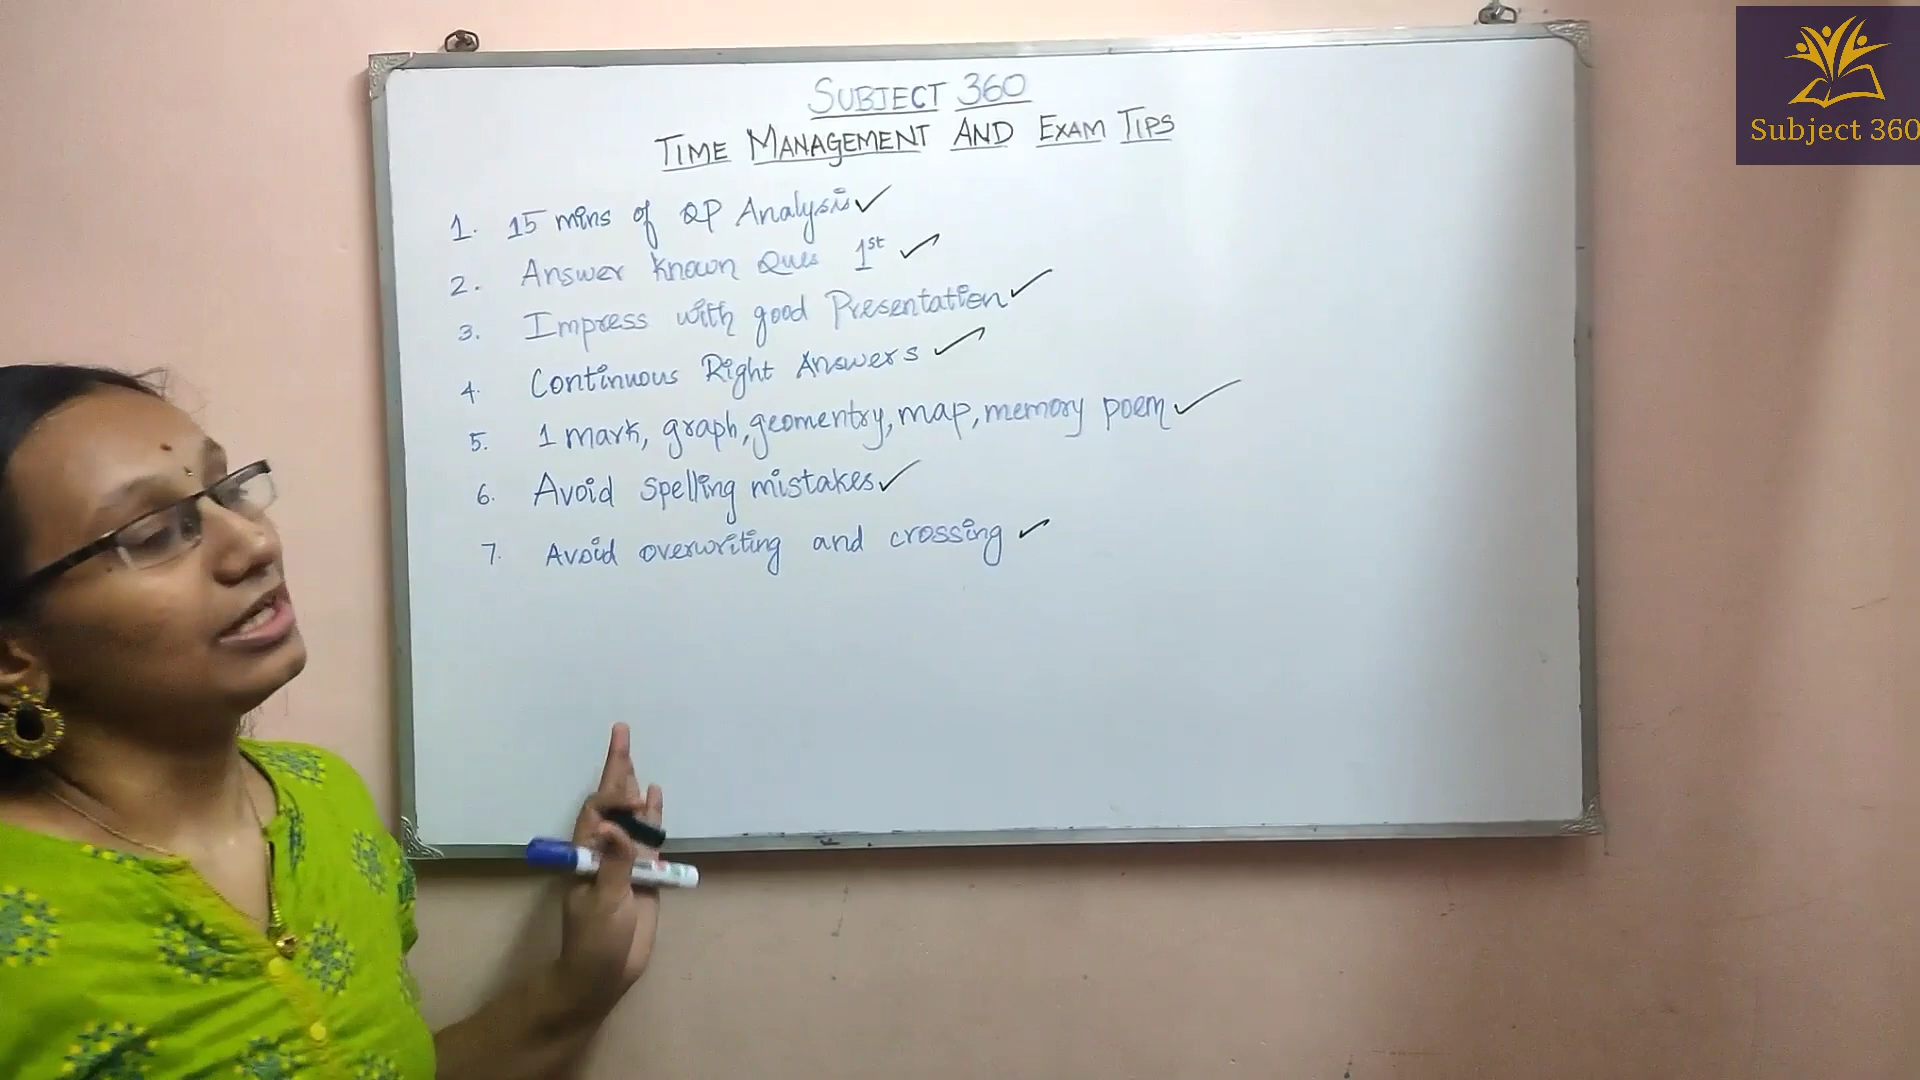 SUBJECT 360
TIME MANAGEMENT AND EXAM TIPS
1. 15 mins of QP Analysis
2. Answer known Ques 1st
3. Impress with good Presentation
4. Continuous Right Answers
5. 1 mark, graph, geomentry, map, memory poem
6. Avoid spelling mistakes
7. Avoid overwriting and crossing
Subject 360